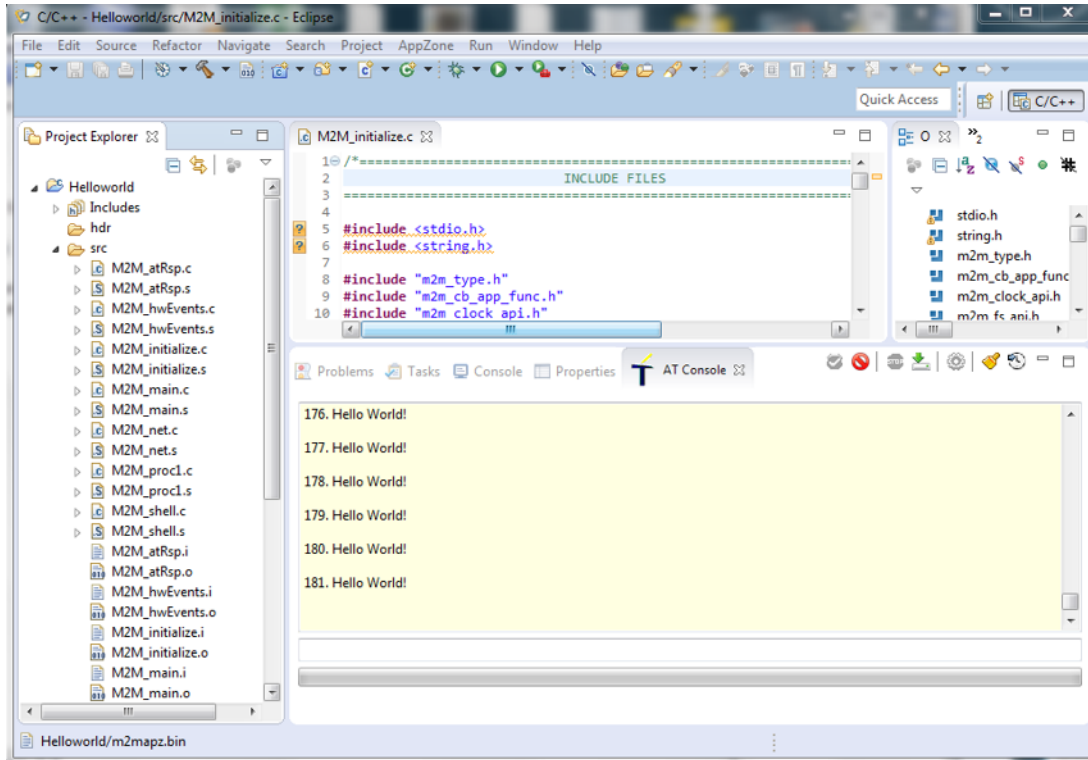 C/C++ - Helloworld/src/M2M_initialize.c - Eclipse
File Edit Source Refactor Navigate Search Project AppZone Run Window Help
Quick Access
C/C++
Project Explorer
Helloworld
Includes
hdr
src
M2M_atRsp.c
M2M_atRsp.s
M2M_hwEvents.c
M2M_hwEvents.s
M2M_initialize.c
M2M_initialize.s
M2M_main.c
M2M_main.s
M2M_net.c
M2M_net.s
M2M_proc1.c
M2M_proc1.s
M2M_shell.c
M2M_shell.s
M2M_atRsp.i
M2M_atRsp.o
M2M_hwEvents.i
M2M_hwEvents.o
M2M_initialize.i
M2M_initialize.o
M2M_main.i
M2M_main.o
M2M_initialize.c
1 /*==============================================================
2 INCLUDE FILES
3 ================================================================
4
5 #include <stdio.h>
6 #include <string.h>
7
8 #include "m2m_type.h"
9 #include "m2m_cb_app_func.h"
10 #include "m2m_clock_api.h"
O
»2
stdio.h
string.h
m2m_type.h
m2m_cb_app_func
m2m_clock_api.h
m2m_fs_api.h
Problems Tasks Console Properties AT Console
176. Hello World!
177. Hello World!
178. Hello World!
179. Hello World!
180. Hello World!
181. Hello World!
Helloworld/m2mapz.bin